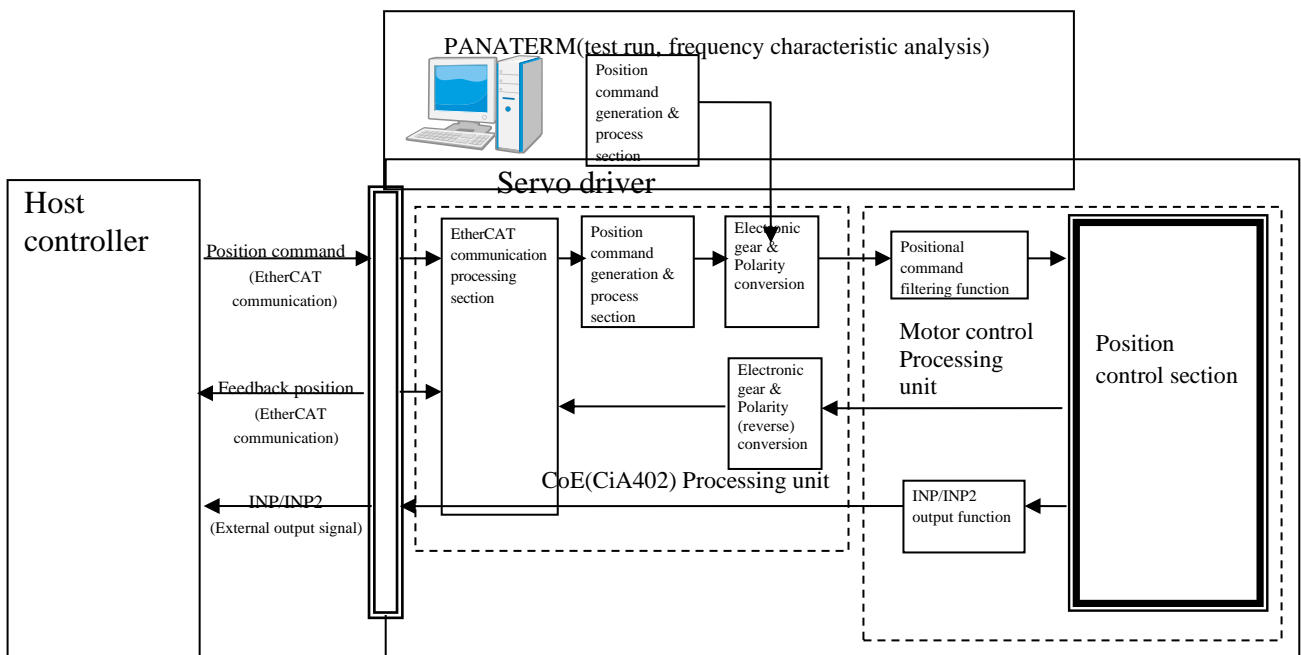 PANATERM(test run, frequency characteristic analysis)
Position
command
generation &
process
section
Servo driver
Host
controller
Position command
(EtherCAT
communication)
EtherCAT
communication
processing
section
Position
command
generation &
process
section
Electronic
gear &
Polarity
conversion
Positional
command
filtering function
Motor control
Processing
unit
Position
control section
Feedback position
(EtherCAT
communication)
Electronic
gear &
Polarity
(reverse)
conversion
CoE(CiA402) Processing unit
INP/INP2
(External output signal)
INP/INP2
output function